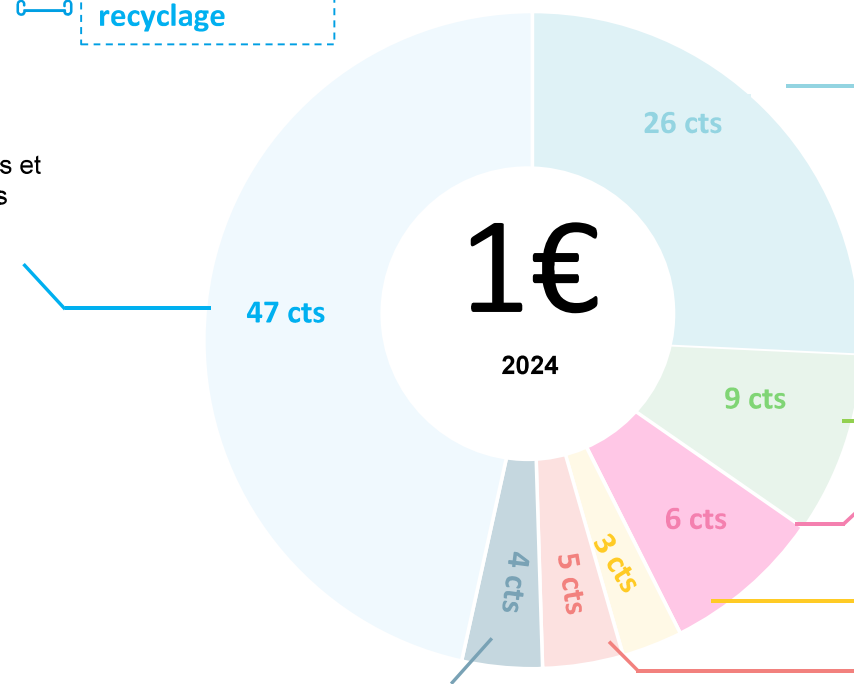 recyclage
s et
s
26 cts
1€
2024
47 cts
9 cts
6 cts
3 cts
5 cts
4 cts